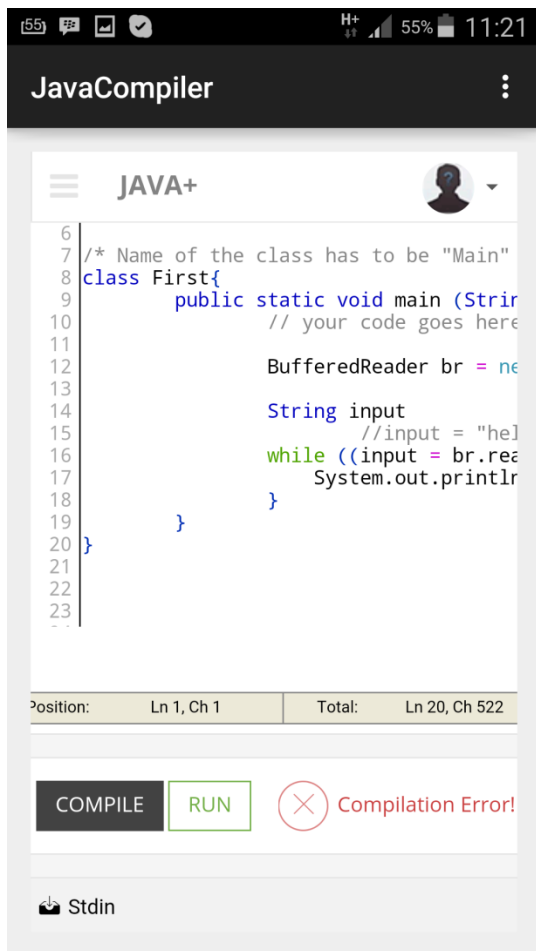 (55) 55% 11:21
H+
JavaCompiler
JAVA+
6
7 /* Name of the class has to be "Main"
8 class First{
9 public static void main (Strin
10 // your code goes here
11
12 BufferedReader br = ne
13
14 String input
15 //input = "hel
16 while ((input = br.rea
17 System.out.println
18 }
19 }
20 }
21
22
23
Position: Ln 1, Ch 1 Total: Ln 20, Ch 522
COMPILE RUN Compilation Error!
Stdin